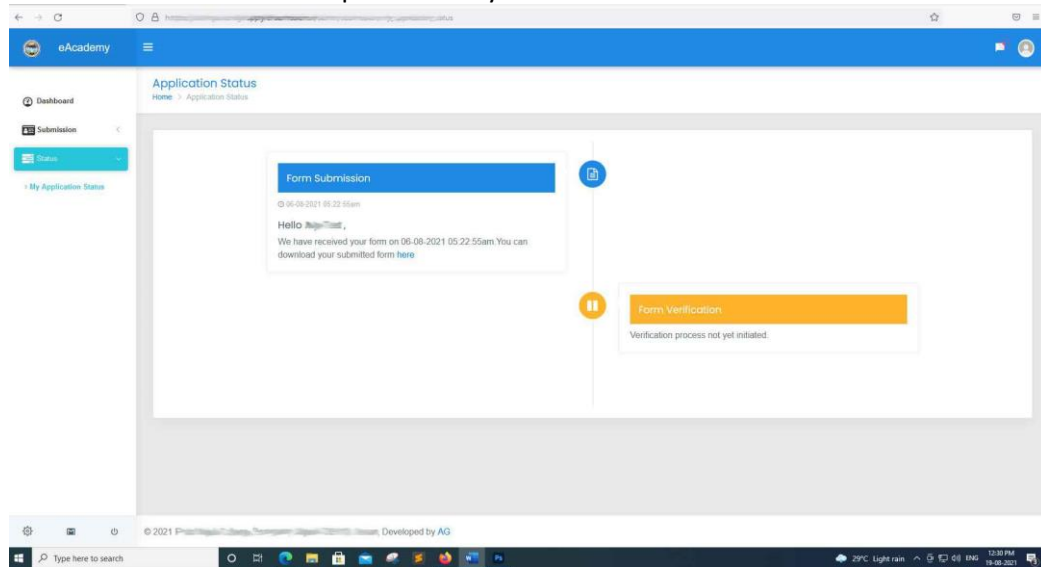 eAcademy
Application Status
Home > Application Status
Dashboard
Submission
Status
> My Application Status
Form Submission
06-08-2021 05:22:55am
Hello
We have received your form on 06-08-2021 05:22:55am.You can
download your submitted form here
Form Verification
Verification process not yet initiated.
© 2021 Developed by AG
Type here to search
29°C Light rain
ENG
12:30 PM
19-08-2021